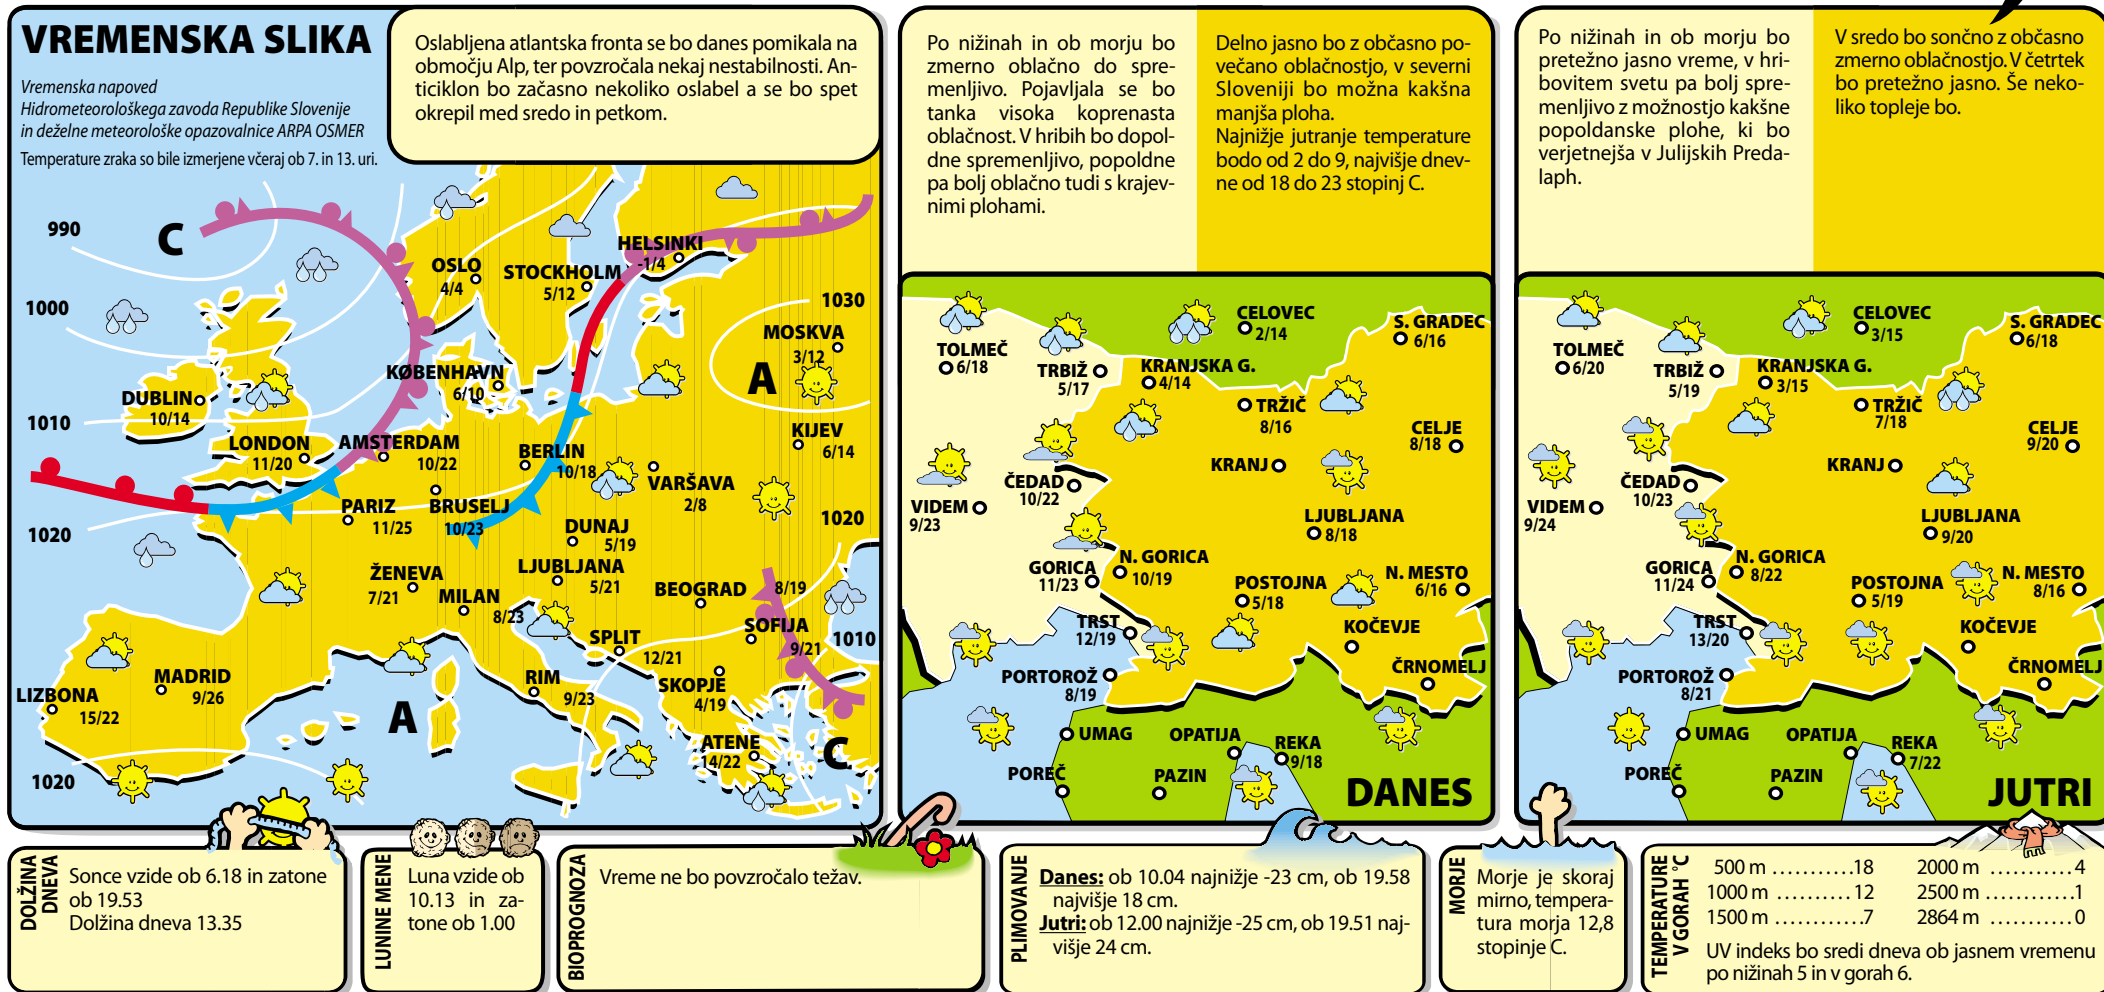 VREMENSKA SLIKA
Vremenska napoved
Hidrometeorološkega zavoda Republike Slovenije
in deželne meteorološke opazovalnice ARPA OSMER
Temperature zraka so bile izmerjene včeraj ob 7. in 13. uri.
Oslabljena atlantska fronta se bo danes pomikala na
območju Alp, ter povzročala nekaj nestabilnosti. An-
ticiklon bo začasno nekoliko oslabel a se bo spet
okrepil med sredo in petkom.
990
C
1000
1010
1020
1020
1030
1020
1010
A
A
C
HELSINKI
-1/4
OSLO
4/4
STOCKHOLM
5/12
MOSKVA
3/12
KØBENHAVN
6/10
DUBLIN
10/14
LONDON
11/20
AMSTERDAM
10/22
BERLIN
10/18
KIJEV
6/14
VARŠAVA
2/8
PARIZ
11/25
BRUSELJ
10/23
DUNAJ
5/19
ŽENEVA
7/21
LJUBLJANA
5/21
MILAN
8/23
BEOGRAD
8/19
SOFIJA
9/21
SPLIT
12/21
SKOPJE
4/19
MADRID
9/26
LIZBONA
15/22
RIM
9/23
ATENE
14/22
Po nižinah in ob morju bo
zmerno oblačno do spre-
menljivo. Pojavljala se bo
tanka visoka koprenasta
oblačnost. V hribih bo dopol-
dne spremenljivo, popoldne
pa bolj oblačno tudi s krajev-
nimi plohami.
Delno jasno bo z občasno po-
večano oblačnostjo, v severni
Sloveniji bo možna kakšna
manjša ploha.
Najnižje jutranje temperature
bodo od 2 do 9, najvišje dnev-
ne od 18 do 23 stopinj C.
CELOVEC
2/14
S. GRADEC
6/16
TOLMEČ
6/18
TRBIŽ
5/17
KRANJSKA G.
4/14
TRŽIČ
8/16
CELJE
8/18
KRANJ
ČEDAD
10/22
VIDEM
9/23
LJUBLJANA
8/18
GORICA
11/23
N. GORICA
10/19
POSTOJNA
5/18
N. MESTO
6/16
TRST
12/19
KOČEVJE
ČRNOMELJ
PORTOROŽ
8/19
UMAG
OPATIJA
REKA
9/18
POREČ
PAZIN
DANES
Po nižinah in ob morju bo
pretežno jasno vreme, v hri-
bovitem svetu pa bolj spre-
menljivo z možnostjo kakšne
popoldanske plohe, ki bo
verjetnejša v Julijskih Preda-
laph.
V sredo bo sončno z občasno
zmerno oblačnostjo. V četrtek
bo pretežno jasno. Še neko-
liko topleje bo.
CELOVEC
3/15
S. GRADEC
6/18
TOLMEČ
6/20
TRBIŽ
5/19
KRANJSKA G.
3/15
TRŽIČ
7/18
CELJE
9/20
KRANJ
ČEDAD
10/23
VIDEM
9/24
LJUBLJANA
9/20
GORICA
11/24
N. GORICA
8/22
POSTOJNA
5/19
N. MESTO
8/16
TRST
13/20
KOČEVJE
ČRNOMELJ
PORTOROŽ
8/21
UMAG
OPATIJA
REKA
7/22
POREČ
PAZIN
JUTRI
DOLŽINA
DNEVA
Sonce vzide ob 6.18 in zatone
ob 19.53
Dolžina dneva 13.35
LUNINE MENE
Luna vzide ob
10.13 in za-
tone ob 1.00
BIOPROGNOZA
Vreme ne bo povzročalo težav.
PLIMOVANJE
Danes: ob 10.04 najnižje -23 cm, ob 19.58
najvišje 18 cm.
Jutri: ob 12.00 najnižje -25 cm, ob 19.51 naj-
višje 24 cm.
MORJE
Morje je skoraj
mirno, tempera-
tura morja 12,8
stopinje C.
TEMPERATURE °C
V GORAH
500 m ...........18
1000 m ...........12
1500 m ...........7
2000 m ...........4
2500 m ...........1
2864 m ...........0
UV indeks bo sredi dneva ob jasnem vremenu
po nižinah 5 in v gorah 6.